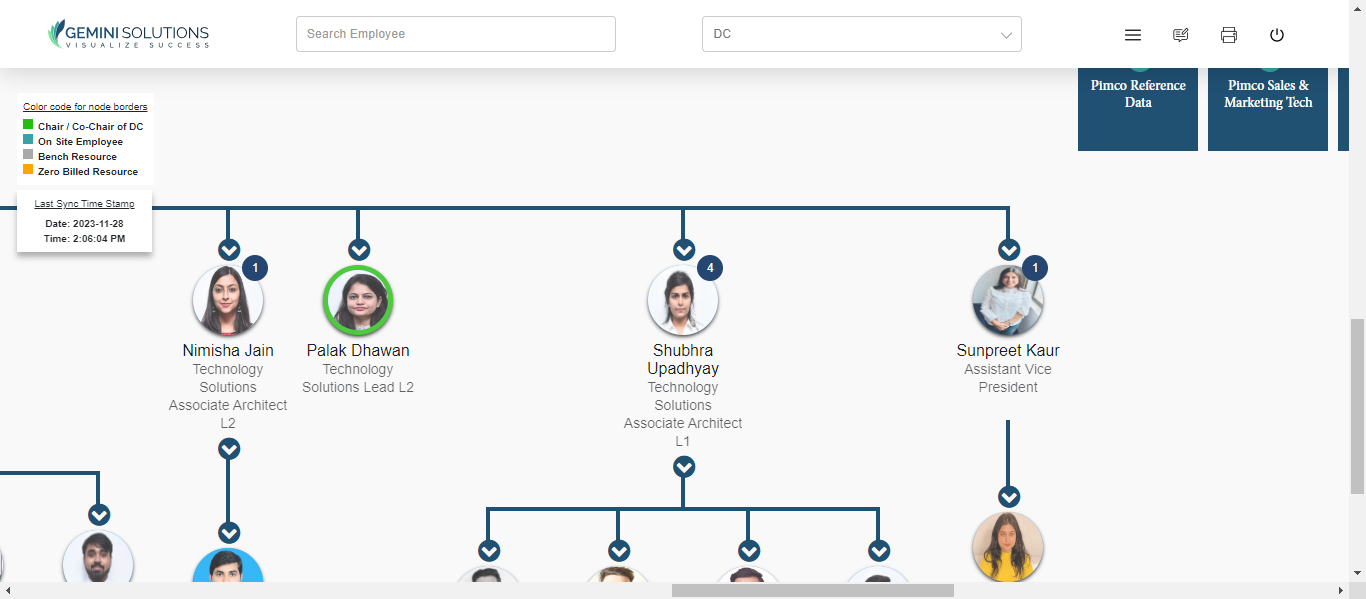 GEMINI SOLUTIONS
VISUALIZE SUCCESS
Search Employee
DC
Pimco Reference
Data
Pimco Sales &
Marketing Tech
Color code for node borders
Chair / Co-Chair of DC
On Site Employee
Bench Resource
Zero Billed Resource
Last Sync Time Stamp
Date: 2023-11-28
Time: 2:06:04 PM
1
Nimisha Jain
Technology
Solutions
Associate Architect
L2
Palak Dhawan
Technology
Solutions Lead L2
4
Shubhra
Upadhyay
Technology
Solutions
Associate Architect
L1
1
Sunpreet Kaur
Assistant Vice
President